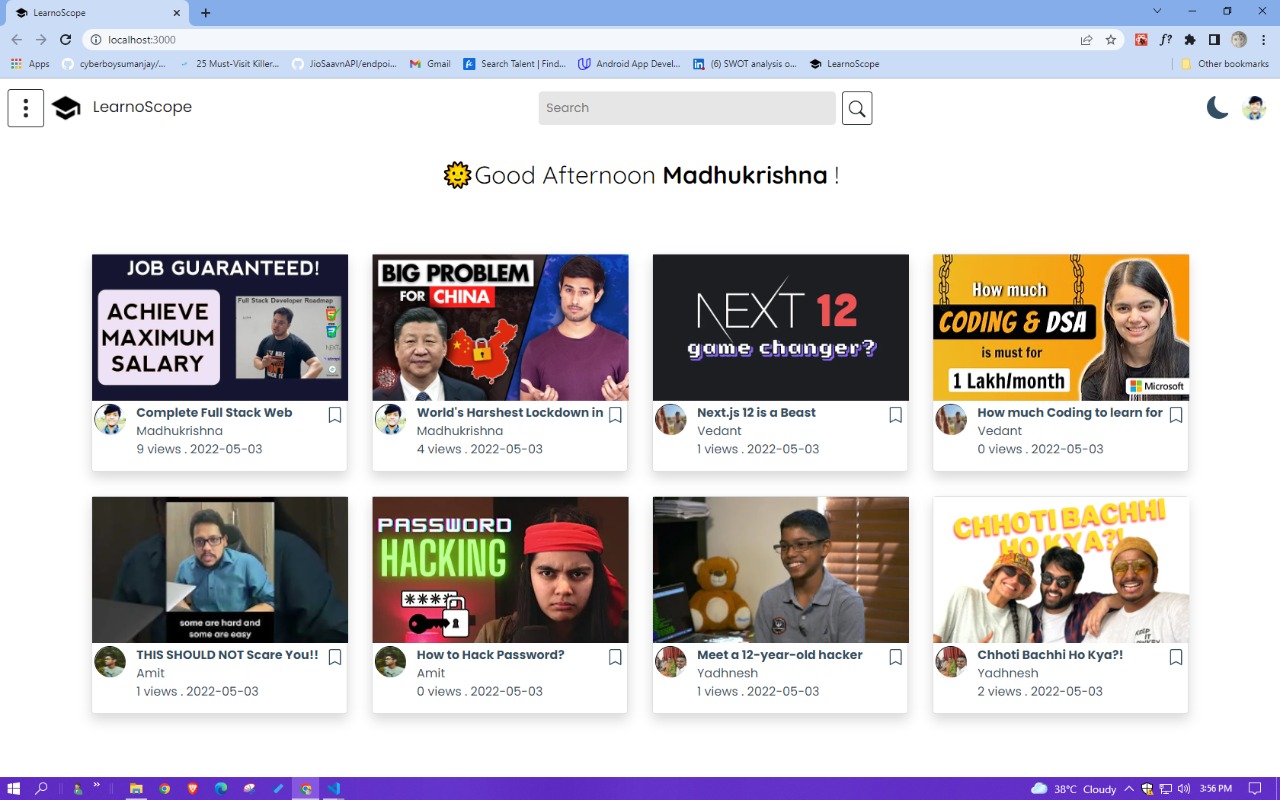 LearnoScope
localhost:3000
Apps
cyberboysumanjay/...
25 Must-Visit Killer...
JioSaavnAPI/endpoi...
Gmail
Search Talent | Find...
Android App Devel...
(6) SWOT analysis o...
LearnoScope
Other bookmarks
LearnoScope
Search
Good Afternoon Madhukrishna !
JOB GUARANTEED!
ACHIEVE
MAXIMUM
SALARY
Full Stack Developer Roadmap
BIG PROBLEM
FOR CHINA
NEXT 12
game changer?
How much
CODING & DSA
is must for
1 Lakh/month
Microsoft
Complete Full Stack Web
Madhukrishna
9 views . 2022-05-03
World's Harshest Lockdown in
Madhukrishna
4 views . 2022-05-03
Next.js 12 is a Beast
Vedant
1 views . 2022-05-03
How much Coding to learn for
Vedant
0 views . 2022-05-03
some are hard and
some are easy
PASSWORD
HACKING
****
CHHOTI BACHHI
HO KYA?!
THIS SHOULD NOT Scare You!!
Amit
1 views . 2022-05-03
How to Hack Password?
Amit
0 views . 2022-05-03
Meet a 12-year-old hacker
Yadhnesh
1 views . 2022-05-03
Chhoti Bachhi Ho Kya?!
Yadhnesh
2 views . 2022-05-03
38°C Cloudy
3:56 PM